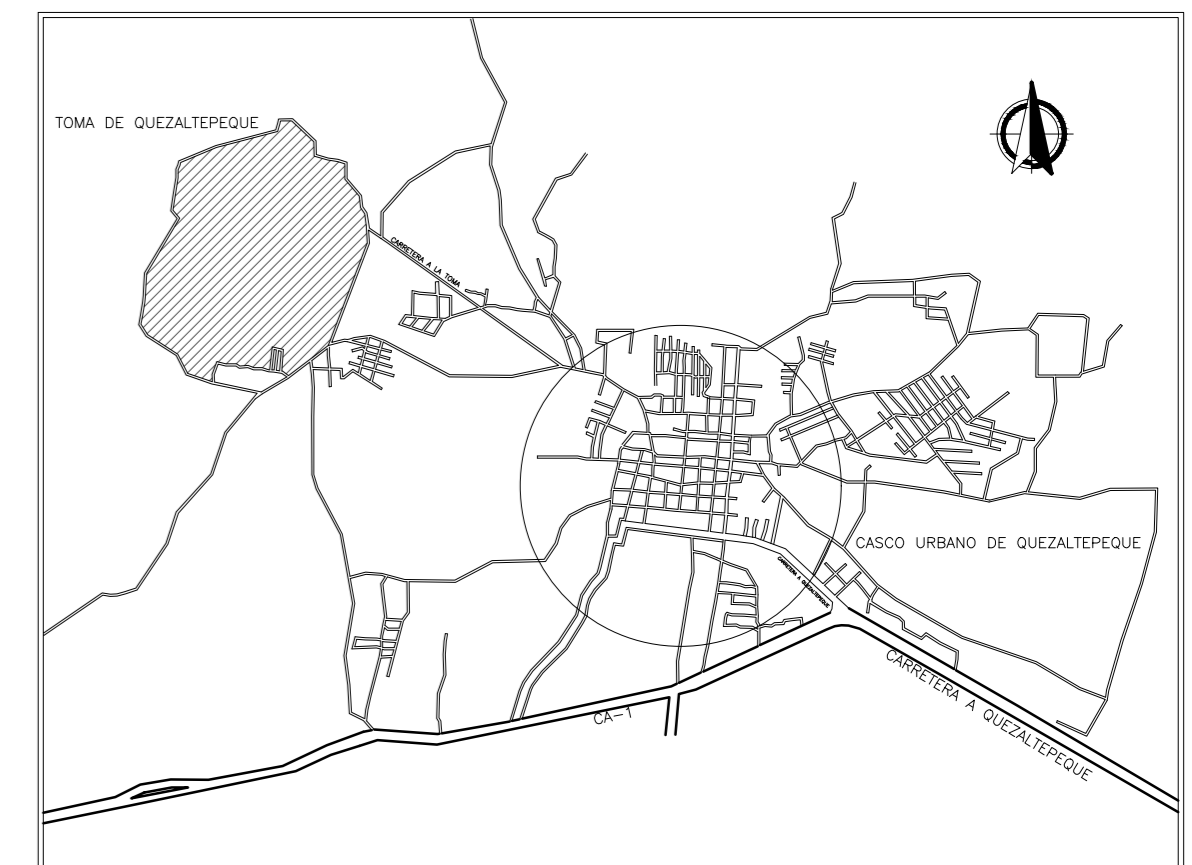 TOMA DE QUEZALTEPEQUE
CARRETERA A LA TOMA
CASCO URBANO DE QUEZALTEPEQUE
CARRETERA A QUEZALTEPEQUE
CARRETERA A QUEZALTEPEQUE
CA-1